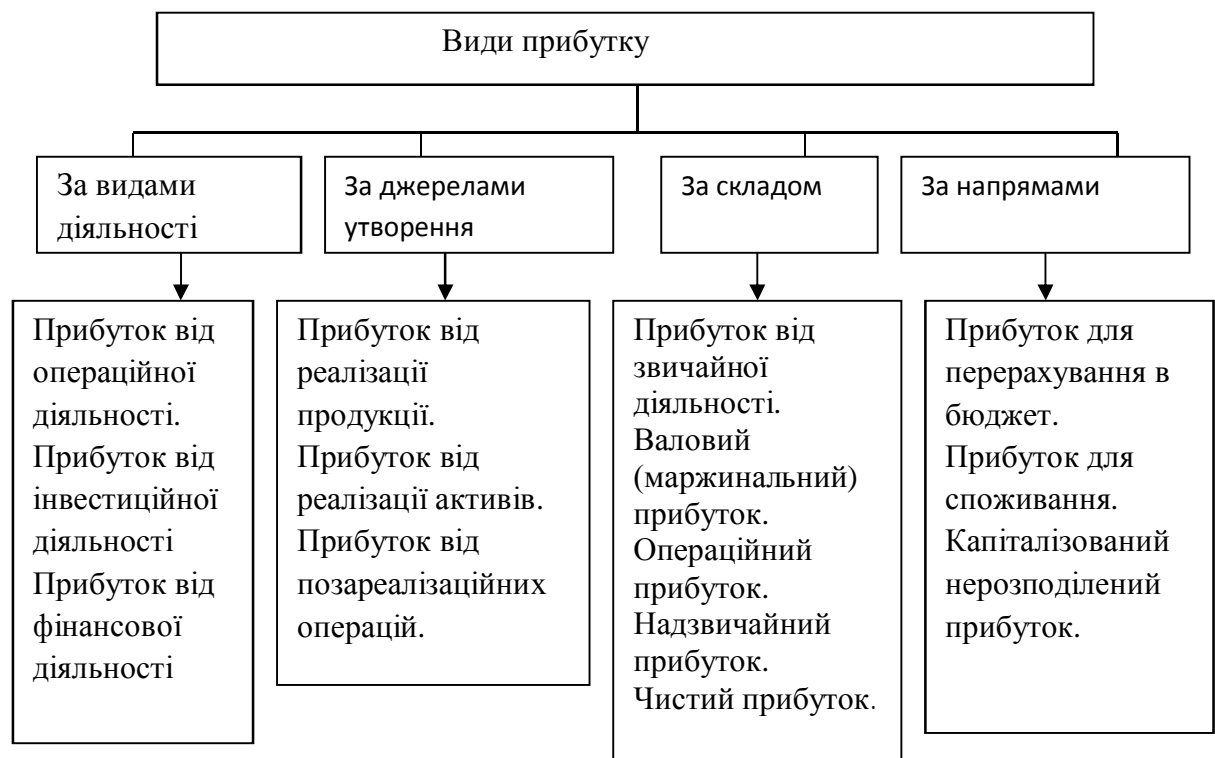 Види прибутку
За видами
діяльності
За джерелами
утворення
За складом
За напрямами
Прибуток від
операційної
діяльності.
Прибуток від
інвестиційної
діяльності
Прибуток від
фінансової
діяльності
Прибуток від
реалізації
продукції.
Прибуток від
реалізації активів.
Прибуток від
позареалізаційних
операцій.
Прибуток від
звичайної
діяльності.
Валовий
(маржинальний)
прибуток.
Операційний
прибуток.
Надзвичайний
прибуток.
Чистий прибуток.
Прибуток для
перерахування в
бюджет.
Прибуток для
споживання.
Капіталізований
нерозподілений
прибуток.